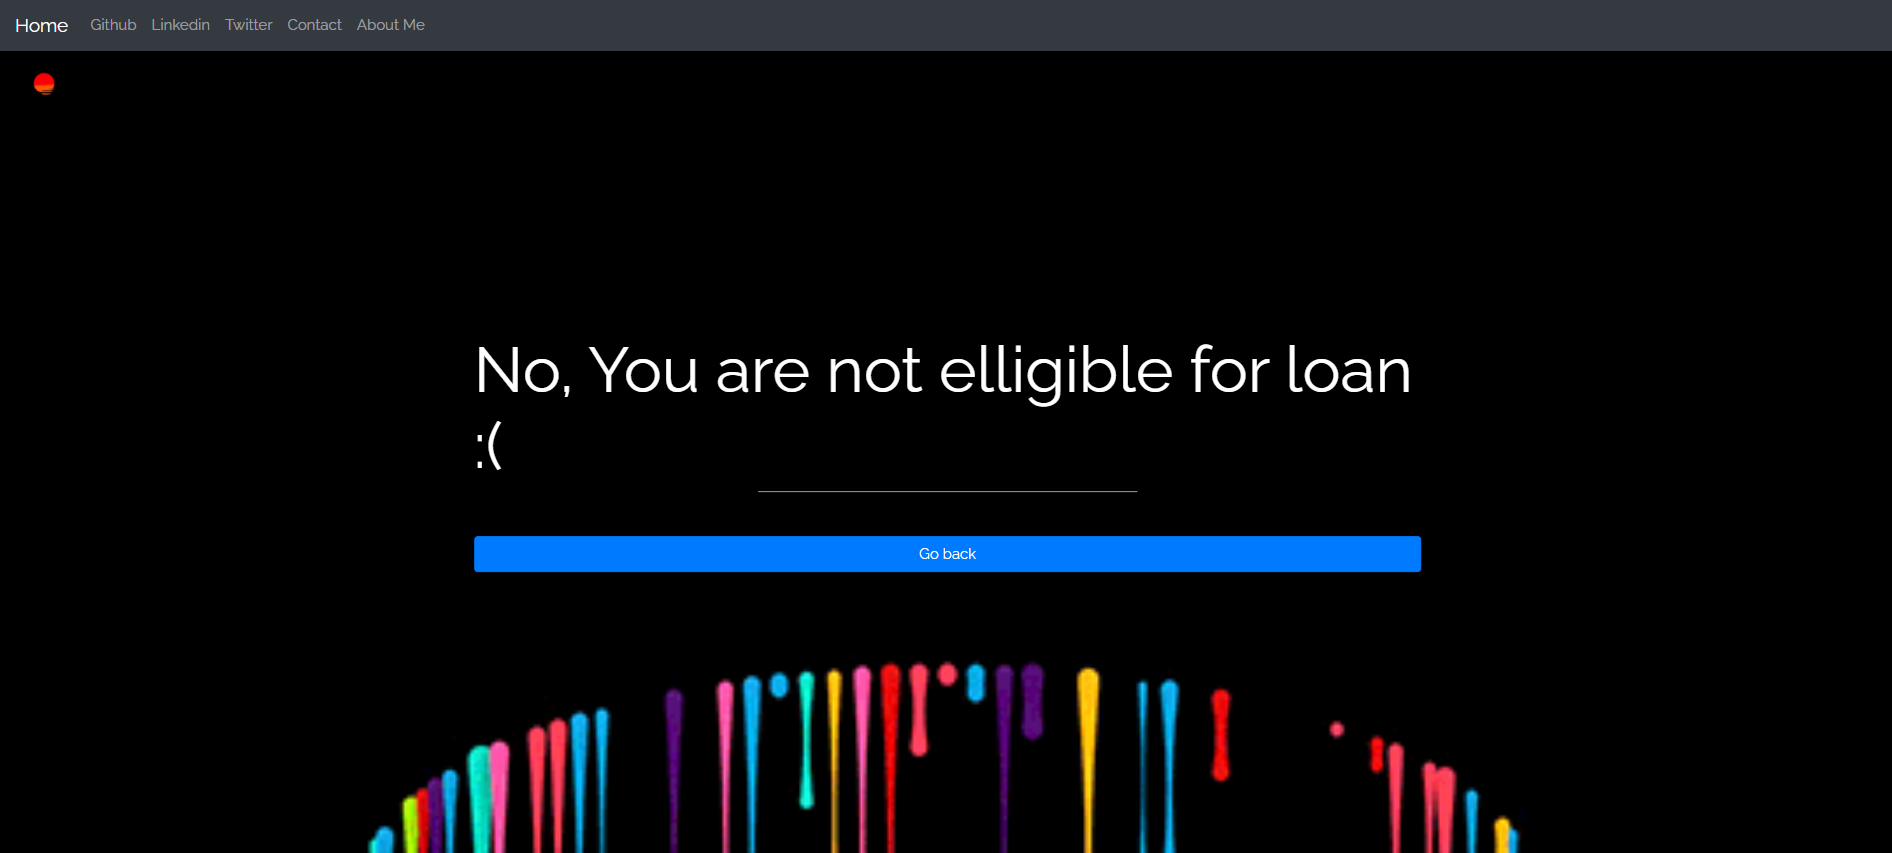 Home Github Linkedin Twitter Contact About Me
No, You are not elligible for loan
:(
Go back